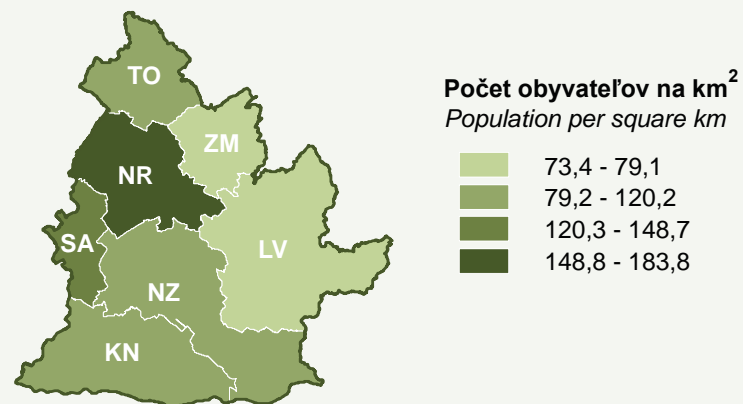 TO
ZM
NR
SA
LV
NZ
KN
Počet obyvateľov na km²
Population per square km
73,4 - 79,1
79,2 - 120,2
120,3 - 148,7
148,8 - 183,8